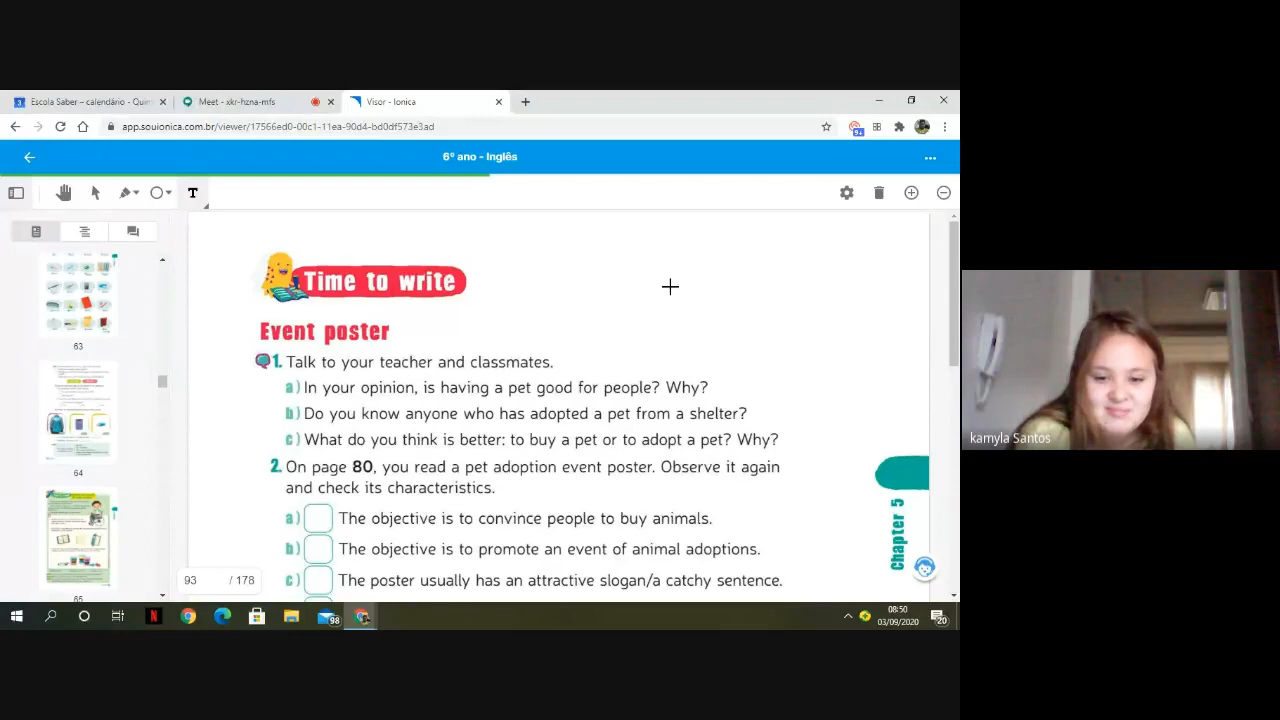 Escola Saber – calendário - Quin
Meet - xkr-hzna-mfs
Visor - Ionica
app.souionica.com.br/viewer/17566ed0-00c1-11ea-90d4-bd0df573e3ad
9+
6º ano - Inglês
T
63
64
65
Time to write
Event poster
1. Talk to your teacher and classmates.
a) In your opinion, is having a pet good for people? Why?
b) Do you know anyone who has adopted a pet from a shelter?
c) What do you think is better: to buy a pet or to adopt a pet? Why?
2. On page 80, you read a pet adoption event poster. Observe it again
and check its characteristics.
a) The objective is to convince people to buy animals.
b) The objective is to promote an event of animal adoptions.
c) The poster usually has an attractive slogan/a catchy sentence.
Chapter 5
93 / 178
kamyla Santos
98
08:50
03/09/2020
20